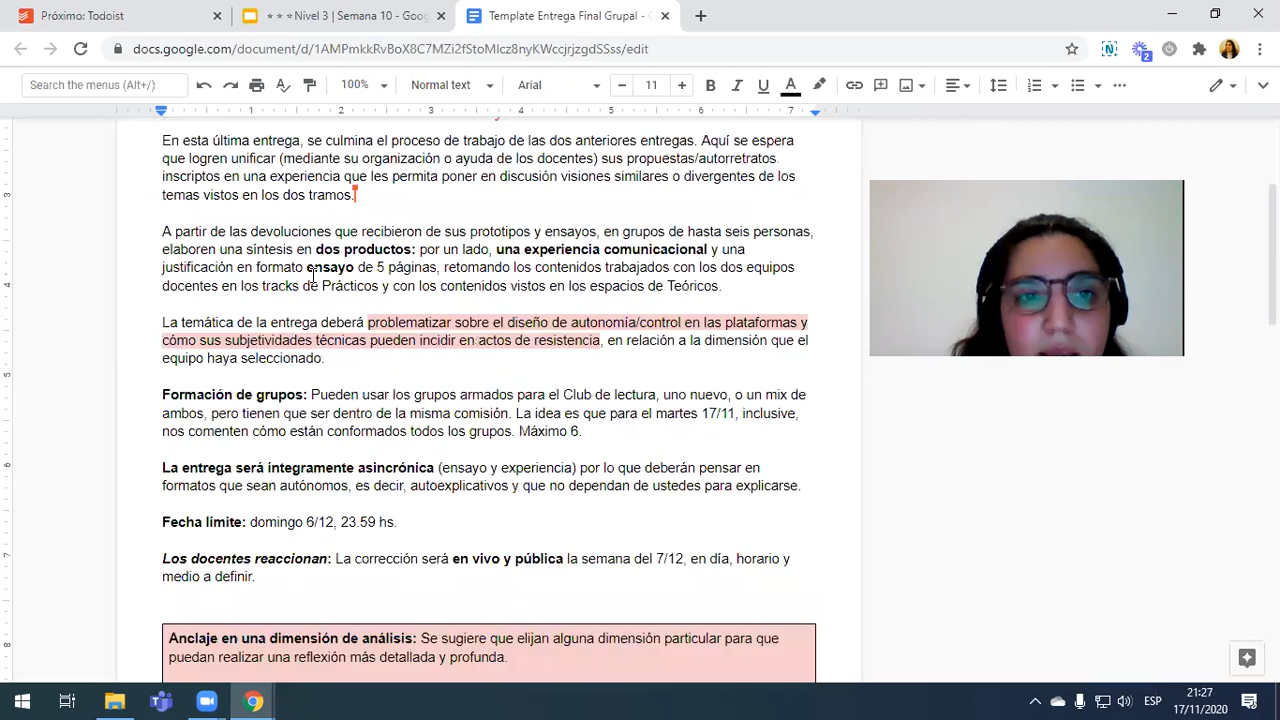 Próximo: Todoist
⭐⭐⭐Nivel 3 | Semana 10 - Google
Template Entrega Final Grupal -
docs.google.com/document/d/1AMPmkkRvBoX8C7MZi2fStoMIcz8nyKWccjrjzgdSSss/edit
Search the menus (Alt+/)
100%
Normal text
Arial
11
En esta última entrega, se culmina el proceso de trabajo de las dos anteriores entregas. Aquí se espera
que logren unificar (mediante su organización o ayuda de los docentes) sus propuestas/autorretratos
inscriptos en una experiencia que les permita poner en discusión visiones similares o divergentes de los
temas vistos en los dos tramos.
A partir de las devoluciones que recibieron de sus prototipos y ensayos, en grupos de hasta seis personas,
elaboren una síntesis en dos productos: por un lado, una experiencia comunicacional y una
justificación en formato ensayo de 5 páginas, retomando los contenidos trabajados con los dos equipos
docentes en los tracks de Prácticos y con los contenidos vistos en los espacios de Teóricos.
La temática de la entrega deberá problematizar sobre el diseño de autonomía/control en las plataformas y
cómo sus subjetividades técnicas pueden incidir en actos de resistencia, en relación a la dimensión que el
equipo haya seleccionado.
Formación de grupos: Pueden usar los grupos armados para el Club de lectura, uno nuevo, o un mix de
ambos, pero tienen que ser dentro de la misma comisión. La idea es que para el martes 17/11, inclusive,
nos comenten cómo están conformados todos los grupos. Máximo 6.
La entrega será íntegramente asincrónica (ensayo y experiencia) por lo que deberán pensar en
formatos que sean autónomos, es decir, autoexplicativos y que no dependan de ustedes para explicarse.
Fecha límite: domingo 6/12, 23.59 hs.
Los docentes reaccionan: La corrección será en vivo y pública la semana del 7/12, en día, horario y
medio a definir.
Anclaje en una dimensión de análisis: Se sugiere que elijan alguna dimensión particular para que
puedan realizar una reflexión más detallada y profunda.
ESP
21:27
17/11/2020